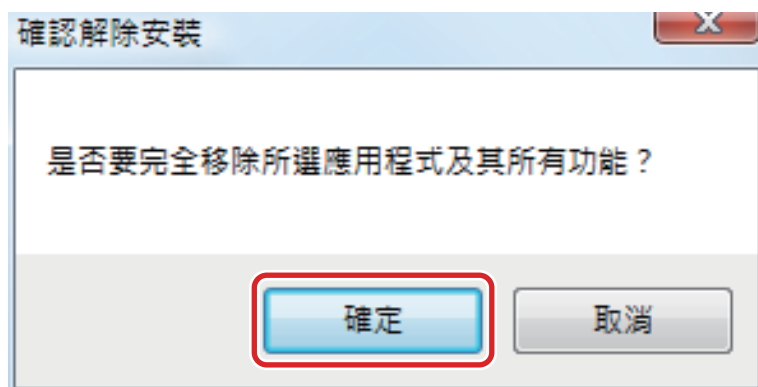 確認解除安裝
是否要完全移除所選應用程式及其所有功能？
確定
取消